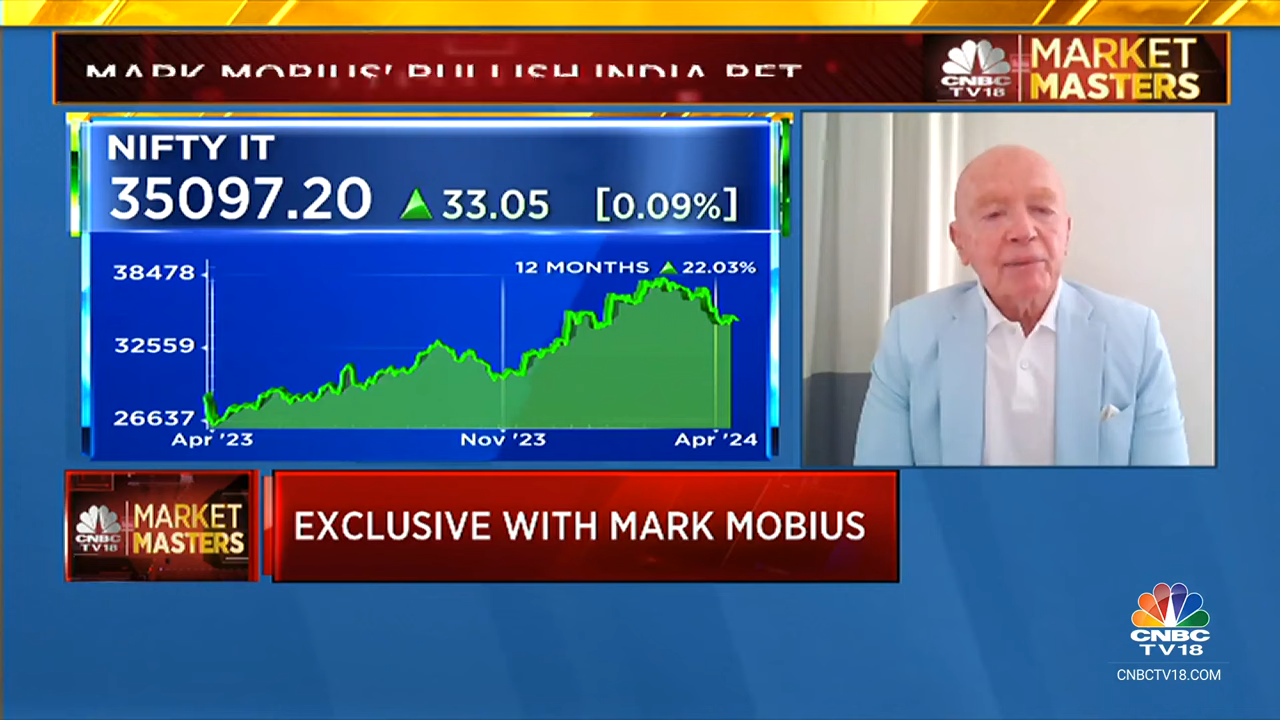 MARK MOBIUS' BULLISH INDIA BET
CNBC
TV18
MARKET
MASTERS
NIFTY IT
35097.20 33.05 [0.09%]
12 MONTHS 22.03%
38478
32559
26637
Apr '23 Nov '23 Apr '24
CNBC
TV18
MARKET
MASTERS
EXCLUSIVE WITH MARK MOBIUS
CNBC
TV18
CNBCTV18.COM